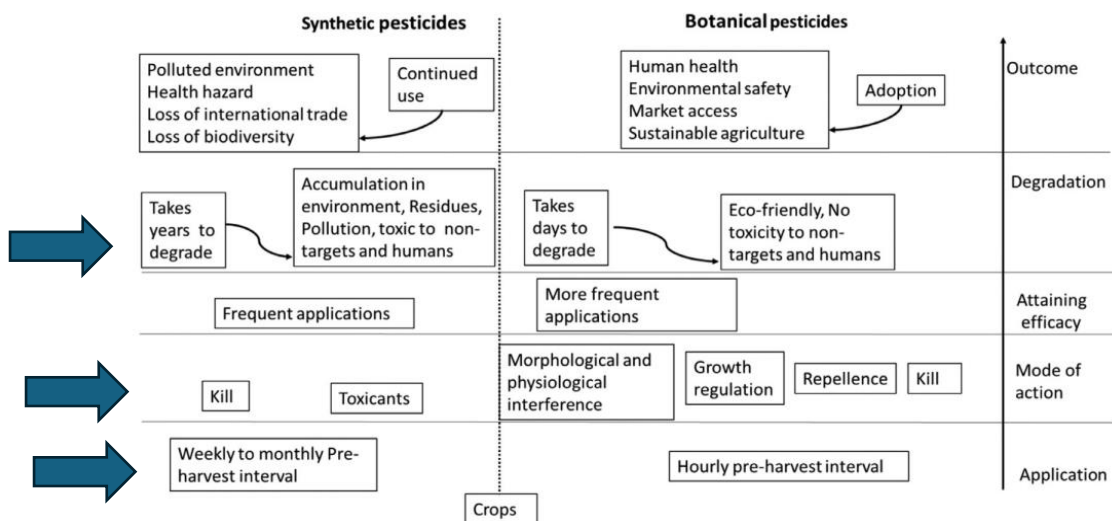 Synthetic pesticides
Botanical pesticides
Polluted environment
Health hazard
Loss of international trade
Loss of biodiversity
Continued
use
Human health
Environmental safety
Market access
Sustainable agriculture
Adoption
Outcome
Takes
years to
degrade
Accumulation in
environment, Residues,
Pollution, toxic to non-
targets and humans
Takes
days to
degrade
Eco-friendly, No
toxicity to non-
targets and humans
Degradation
Frequent applications
More frequent
applications
Attaining
efficacy
Kill
Toxicants
Morphological and
physiological
interference
Growth
regulation
Repellence
Kill
Mode of
action
Weekly to monthly Pre-
harvest interval
Hourly pre-harvest interval
Application
Crops